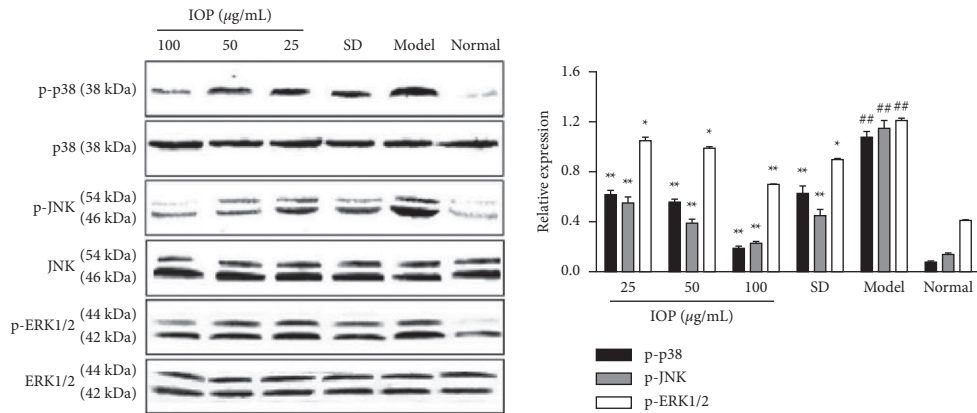 IOP (μg/mL)
100 50 25 SD Model Normal
p-p38 (38 kDa)
p38 (38 kDa)
p-JNK (54 kDa)
(46 kDa)
JNK (54 kDa)
(46 kDa)
p-ERK1/2 (44 kDa)
(42 kDa)
ERK1/2 (44 kDa)
(42 kDa)
Relative expression
1.6
1.2
0.8
0.4
0.0
** ** *
** ** *
** ** **
** ** *
## ## ##
25 50 100 SD Model Normal
IOP (μg/mL)
p-p38
p-JNK
p-ERK1/2